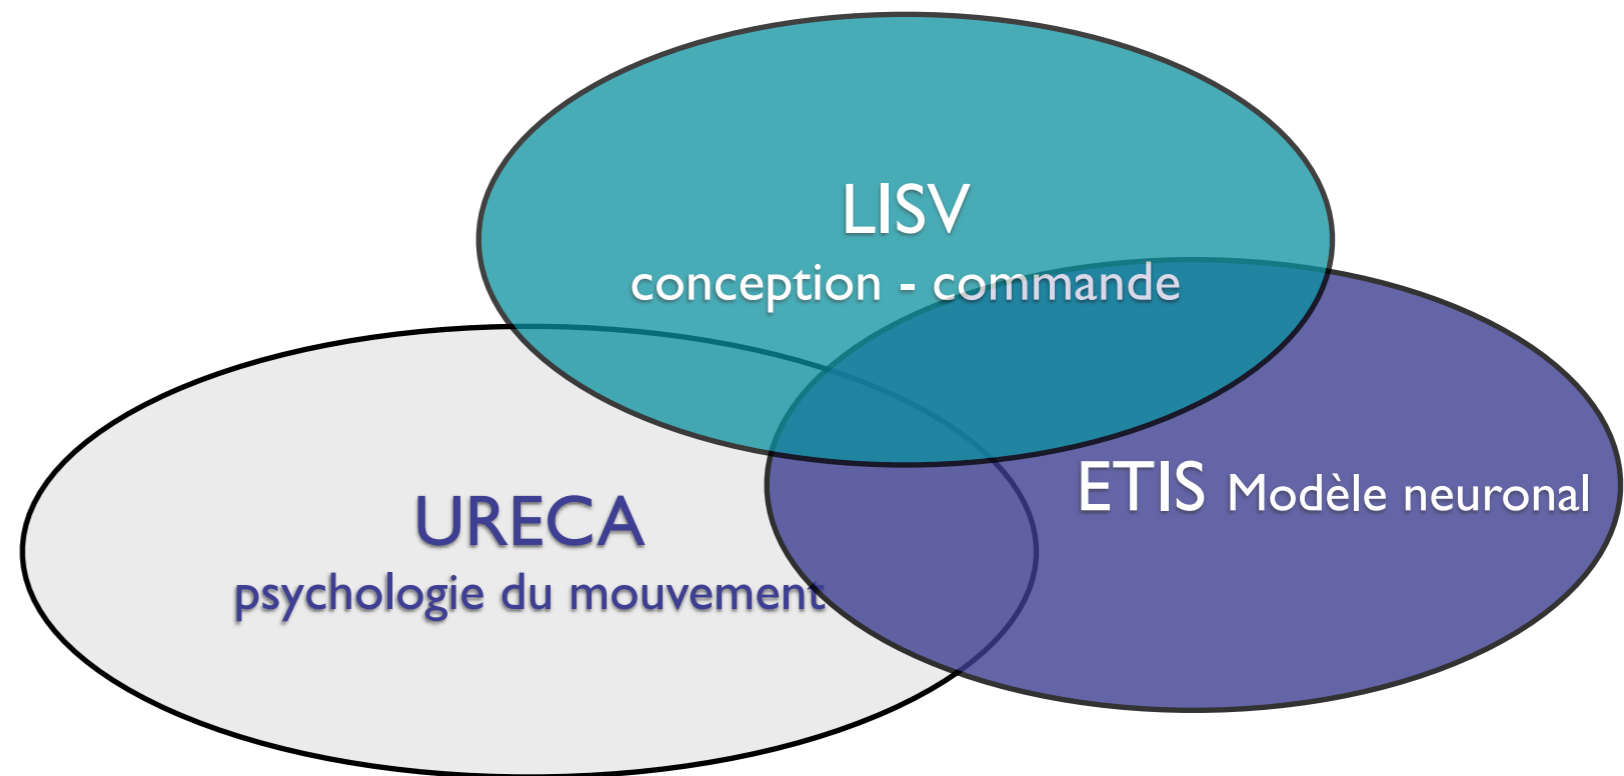 LISV
conception - commande
ETIS Modèle neuronal
URECA
psychologie du mouvement